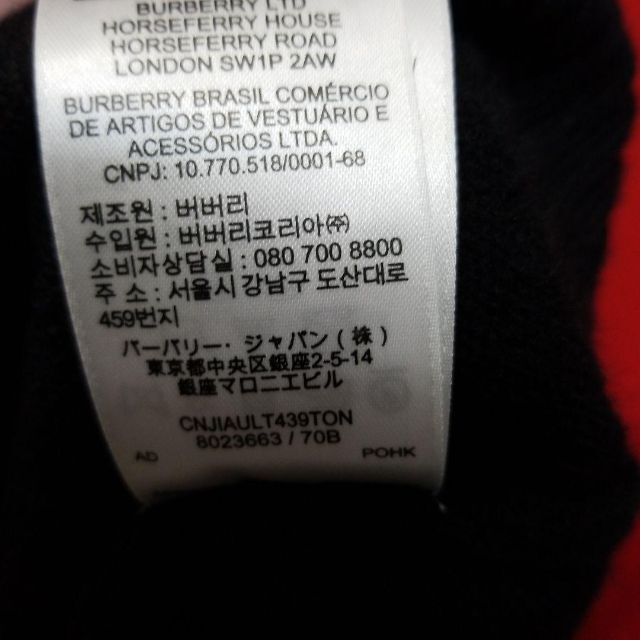 BURBERRY LTD
HORSEFERRY HOUSE
HORSEFERRY ROAD
LONDON SW1P 2AW
BURBERRY BRASIL COMÉRCIO
DE ARTIGOS DE VESTUÁRIO E
ACESSÓRIOS LTDA.
CNPJ: 10.770.518/0001-68
제조원 : 버버리
수입원 : 버버리코리아㈜
소비자상담실 : 080 700 8800
주 소 : 서울시 강남구 도산대로
459번지
バーバリー・ジャパン(株)
東京都中央区銀座2-5-14
銀座マロニエビル
CNJIAULT439TON
8023663 / 70B
AD POHK